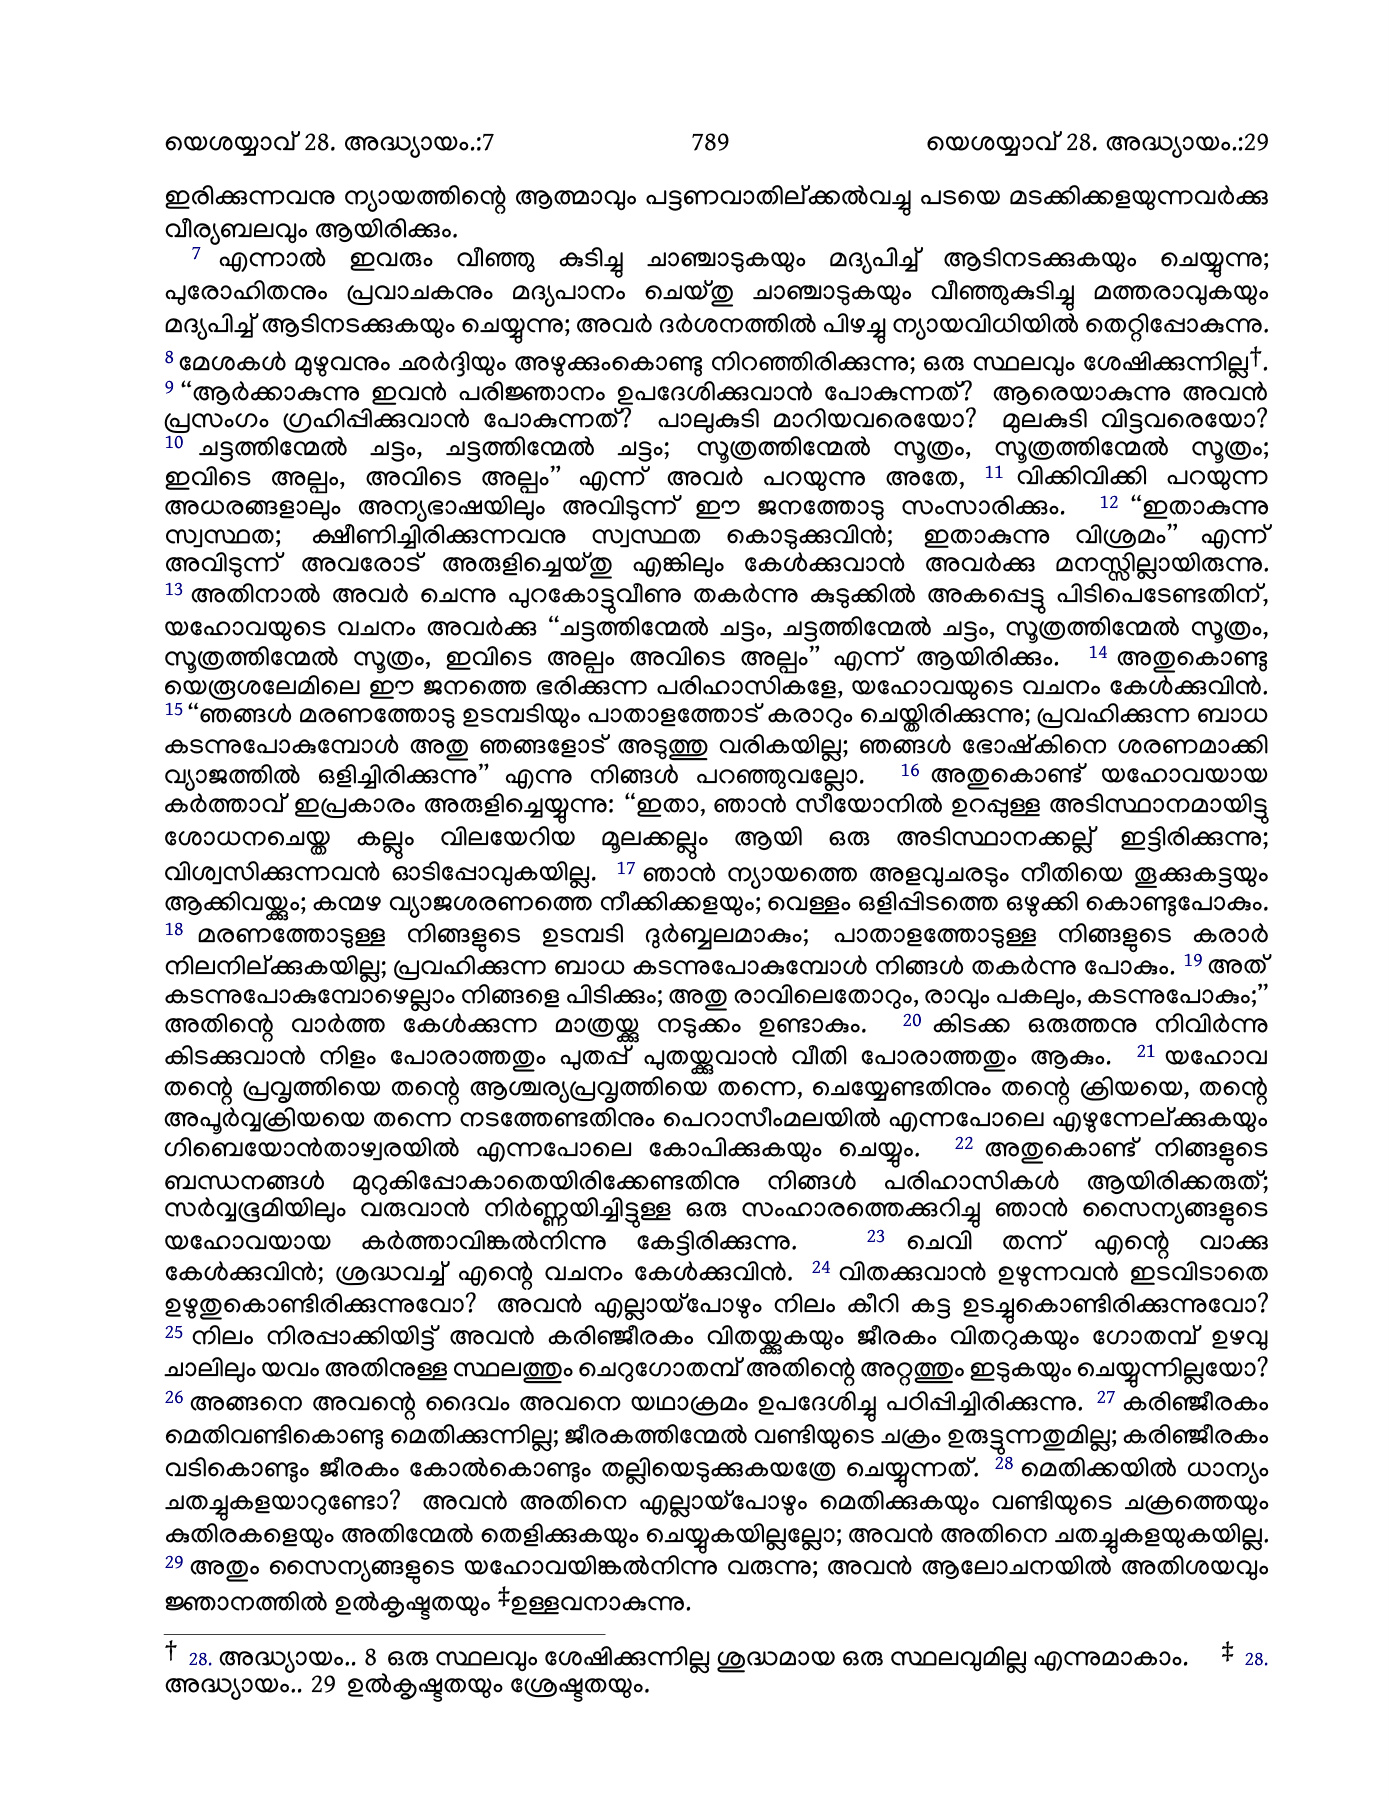 യെശയ്യാവ് 28. അദ്ധ്യായം.:7 789 യെശയ്യാവ് 28. അദ്ധ്യായം.:29
ഇരിക്കുന്നവനു ന്യായത്തിന്റെ ആത്മാവും പട്ടണവാതില്ക്കൽവച്ചു പടയെ മടക്കിക്കളയുന്നവർക്കു
വീര്യബലവും ആയിരിക്കും.
7 എന്നാൽ ഇവരും വീഞ്ഞു കുടിച്ചു ചാഞ്ചാടുകയും മദ്യപിച്ച് ആടിനടക്കുകയും ചെയ്യുന്നു;
പുരോഹിതനും പ്രവാചകനും മദ്യപാനം ചെയ്തു ചാഞ്ചാടുകയും വീഞ്ഞുകുടിച്ചു മത്തരാവുകയും
മദ്യപിച്ച് ആടിനടക്കുകയും ചെയ്യുന്നു; അവർ ദർശനത്തിൽ പിഴച്ചു ന്യായവിധിയിൽ തെറ്റിപ്പോകുന്നു.
8 മേശകൾ മുഴുവനും ഛർദ്ദിയും അഴുക്കുംകൊണ്ടു നിറഞ്ഞിരിക്കുന്നു; ഒരു സ്ഥലവും ശേഷിക്കുന്നില്ല†.
9 “ആർക്കാകുന്നു ഇവൻ പരിജ്ഞാനം ഉപദേശിക്കുവാൻ പോകുന്നത്? ആരെയാകുന്നു അവൻ
പ്രസംഗം ഗ്രഹിപ്പിക്കുവാൻ പോകുന്നത്? പാലുകുടി മാറിയവരെയോ? മുലകുടി വിട്ടവരെയോ?
10 ചട്ടത്തിന്മേൽ ചട്ടം, ചട്ടത്തിന്മേൽ ചട്ടം; സൂത്രത്തിന്മേൽ സൂത്രം, സൂത്രത്തിന്മേൽ സൂത്രം;
ഇവിടെ അല്പം, അവിടെ അല്പം” എന്ന് അവർ പറയുന്നു അതേ, 11 വിക്കിവിക്കി പറയുന്ന
അധരങ്ങളാലും അന്യഭാഷയിലും അവിടുന്ന് ഈ ജനത്തോടു സംസാരിക്കും. 12 “ഇതാകുന്നു
സ്വസ്ഥത; ക്ഷീണിച്ചിരിക്കുന്നവനു സ്വസ്ഥത കൊടുക്കുവിൻ; ഇതാകുന്നു വിശ്രമം” എന്ന്
അവിടുന്ന് അവരോട് അരുളിച്ചെയ്തു എങ്കിലും കേൾക്കുവാൻ അവർക്കു മനസ്സില്ലായിരുന്നു.
13 അതിനാൽ അവർ ചെന്നു പുറകോട്ടുവീണു തകർന്നു കുടുക്കിൽ അകപ്പെട്ടു പിടിപെടേണ്ടതിന്,
യഹോവയുടെ വചനം അവർക്കു “ചട്ടത്തിന്മേൽ ചട്ടം, ചട്ടത്തിന്മേൽ ചട്ടം, സൂത്രത്തിന്മേൽ സൂത്രം,
സൂത്രത്തിന്മേൽ സൂത്രം, ഇവിടെ അല്പം അവിടെ അല്പം” എന്ന് ആയിരിക്കും. 14 അതുകൊണ്ടു
യെരൂശലേമിലെ ഈ ജനത്തെ ഭരിക്കുന്ന പരിഹാസികളേ, യഹോവയുടെ വചനം കേൾക്കുവിൻ.
15 “ഞങ്ങൾ മരണത്തോടു ഉടമ്പടിയും പാതാളത്തോട് കരാറും ചെയ്തിരിക്കുന്നു; പ്രവഹിക്കുന്ന ബാധ
കടന്നുപോകുമ്പോൾ അതു ഞങ്ങളോട് അടുത്തു വരികയില്ല; ഞങ്ങൾ ഭോഷ്കിനെ ശരണമാക്കി
വ്യാജത്തിൽ ഒളിച്ചിരിക്കുന്നു” എന്നു നിങ്ങൾ പറഞ്ഞുവല്ലോ. 16 അതുകൊണ്ട് യഹോവയായ
കർത്താവ് ഇപ്രകാരം അരുളിച്ചെയ്യുന്നു: “ഇതാ, ഞാൻ സീയോനിൽ ഉറപ്പുള്ള അടിസ്ഥാനമായിട്ടു
ശോധനചെയ്ത കല്ലും വിലയേറിയ മൂലക്കല്ലും ആയി ഒരു അടിസ്ഥാനക്കല്ല് ഇട്ടിരിക്കുന്നു;
വിശ്വസിക്കുന്നവൻ ഓടിപ്പോവുകയില്ല. 17 ഞാൻ ന്യായത്തെ അളവുചരടും നീതിയെ തൂക്കുകട്ടയും
ആക്കിവയ്ക്കും; കന്മഴ വ്യാജശരണത്തെ നീക്കിക്കളയും; വെള്ളം ഒളിപ്പിടത്തെ ഒഴുക്കി കൊണ്ടുപോകും.
18 മരണത്തോടുള്ള നിങ്ങളുടെ ഉടമ്പടി ദുർബ്ബലമാകും; പാതാളത്തോടുള്ള നിങ്ങളുടെ കരാർ
നിലനില്ക്കുകയില്ല; പ്രവഹിക്കുന്ന ബാധ കടന്നുപോകുമ്പോൾ നിങ്ങൾ തകർന്നു പോകും. 19 അത്
കടന്നുപോകുമ്പോഴെല്ലാം നിങ്ങളെ പിടിക്കും; അതു രാവിലെതോറും, രാവും പകലും, കടന്നുപോകും;”
അതിന്റെ വാർത്ത കേൾക്കുന്ന മാത്രയ്ക്കു നടുക്കം ഉണ്ടാകും. 20 കിടക്ക ഒരുത്തനു നിവിർന്നു
കിടക്കുവാൻ നിളം പോരാത്തതും പുതപ്പ് പുതയ്ക്കുവാൻ വീതി പോരാത്തതും ആകും. 21 യഹോവ
തന്റെ പ്രവൃത്തിയെ തന്റെ ആശ്ചര്യപ്രവൃത്തിയെ തന്നെ, ചെയ്യേണ്ടതിനും തന്റെ ക്രിയയെ, തന്റെ
അപൂർവ്വക്രിയയെ തന്നെ നടത്തേണ്ടതിനും പെറാസീംമലയിൽ എന്നപോലെ എഴുന്നേല്ക്കുകയും
ഗിബെയോൻതാഴ്വരയിൽ എന്നപോലെ കോപിക്കുകയും ചെയ്യും. 22 അതുകൊണ്ട് നിങ്ങളുടെ
ബന്ധനങ്ങൾ മുറുകിപ്പോകാതെയിരിക്കേണ്ടതിനു നിങ്ങൾ പരിഹാസികൾ ആയിരിക്കരുത്;
സർവ്വഭൂമിയിലും വരുവാൻ നിർണ്ണയിച്ചിട്ടുള്ള ഒരു സംഹാരത്തെക്കുറിച്ചു ഞാൻ സൈന്യങ്ങളുടെ
യഹോവയായ കർത്താവിങ്കൽനിന്നു കേട്ടിരിക്കുന്നു. 23 ചെവി തന്ന് എന്റെ വാക്കു
കേൾക്കുവിൻ; ശ്രദ്ധവച്ച് എന്റെ വചനം കേൾക്കുവിൻ. 24 വിതക്കുവാൻ ഉഴുന്നവൻ ഇടവിടാതെ
ഉഴുതുകൊണ്ടിരിക്കുന്നുവോ? അവൻ എല്ലായ്പോഴും നിലം കീറി കട്ട ഉടച്ചുകൊണ്ടിരിക്കുന്നുവോ?
25 നിലം നിരപ്പാക്കിയിട്ട് അവൻ കരിഞ്ജീരകം വിതയ്ക്കുകയും ജീരകം വിതറുകയും ഗോതമ്പ് ഉഴവു
ചാലിലും യവം അതിനുള്ള സ്ഥലത്തും ചെറുഗോതമ്പ് അതിന്റെ അറ്റത്തും ഇടുകയും ചെയ്യുന്നില്ലയോ?
26 അങ്ങനെ അവന്റെ ദൈവം അവനെ യഥാക്രമം ഉപദേശിച്ചു പഠിപ്പിച്ചിരിക്കുന്നു. 27 കരിഞ്ജീരകം
മെതിവണ്ടികൊണ്ടു മെതിക്കുന്നില്ല; ജീരകത്തിന്മേൽ വണ്ടിയുടെ ചക്രം ഉരുട്ടുന്നതുമില്ല; കരിഞ്ജീരകം
വടികൊണ്ടും ജീരകം കോൽകൊണ്ടും തല്ലിയെടുക്കുകയത്രേ ചെയ്യുന്നത്. 28 മെതിക്കയിൽ ധാന്യം
ചതച്ചുകളയാറുണ്ടോ? അവൻ അതിനെ എല്ലായ്പോഴും മെതിക്കുകയും വണ്ടിയുടെ ചക്രത്തെയും
കുതിരകളെയും അതിന്മേൽ തെളിക്കുകയും ചെയ്യുകയില്ലല്ലോ; അവൻ അതിനെ ചതച്ചുകളയുകയില്ല.
29 അതും സൈന്യങ്ങളുടെ യഹോവയിങ്കൽനിന്നു വരുന്നു; അവൻ ആലോചനയിൽ അതിശയവും
ജ്ഞാനത്തിൽ ഉൽകൃഷ്ടതയും ‡ഉള്ളവനാകുന്നു.
† 28. അദ്ധ്യായം.. 8 ഒരു സ്ഥലവും ശേഷിക്കുന്നില്ല ശുദ്ധമായ ഒരു സ്ഥലവുമില്ല എന്നുമാകാം. ‡ 28.
അദ്ധ്യായം.. 29 ഉൽകൃഷ്ടതയും ശ്രേഷ്ടതയും.